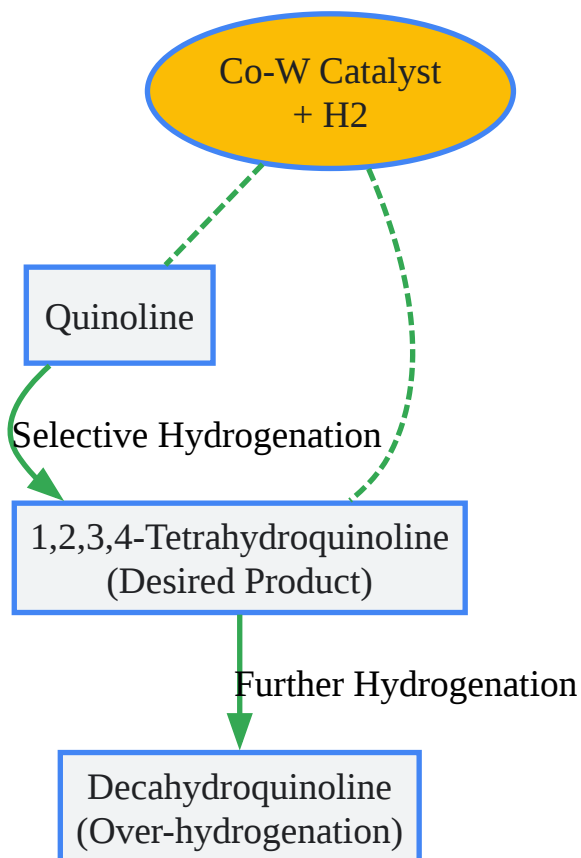 Co-W Catalyst
+ H2
Quinoline
Selective Hydrogenation
1,2,3,4-Tetrahydroquinoline
(Desired Product)
Further Hydrogenation
Decahydroquinoline
(Over-hydrogenation)